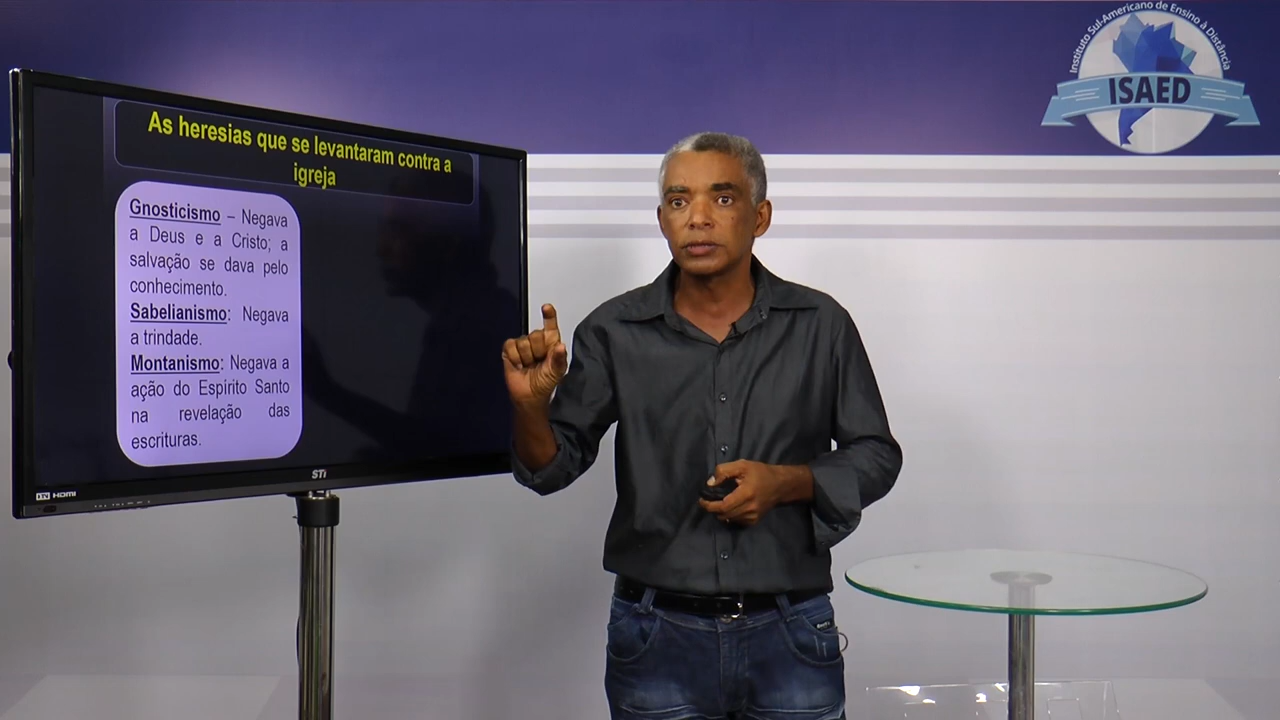 Instituto Sul-Americano de Ensino à Distância
ISAED
As heresias que se levantaram contra a
igreja
Gnosticismo – Negava
a Deus e a Cristo; a
salvação se dava pelo
conhecimento.
Sabelianismo: Negava
a trindade.
Montanismo: Negava a
ação do Espírito Santo
na revelação das
escrituras.
STi
HDMI